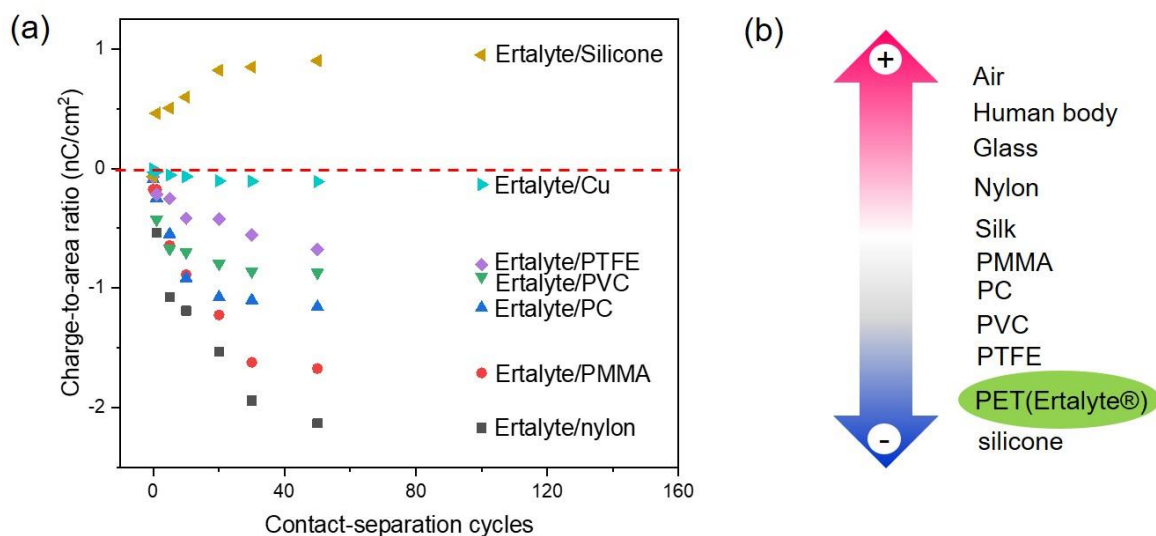 (a)
Charge-to-area ratio (nC/cm²)
1
0
-1
-2
Ertalyte/Silicone
Ertalyte/Cu
Ertalyte/PTFE
Ertalyte/PVC
Ertalyte/PC
Ertalyte/PMMA
Ertalyte/nylon
0 40 80 120 160
Contact-separation cycles
(b)
+
Air
Human body
Glass
Nylon
Silk
PMMA
PC
PVC
PTFE
PET(Ertalyte®)
silicone
-